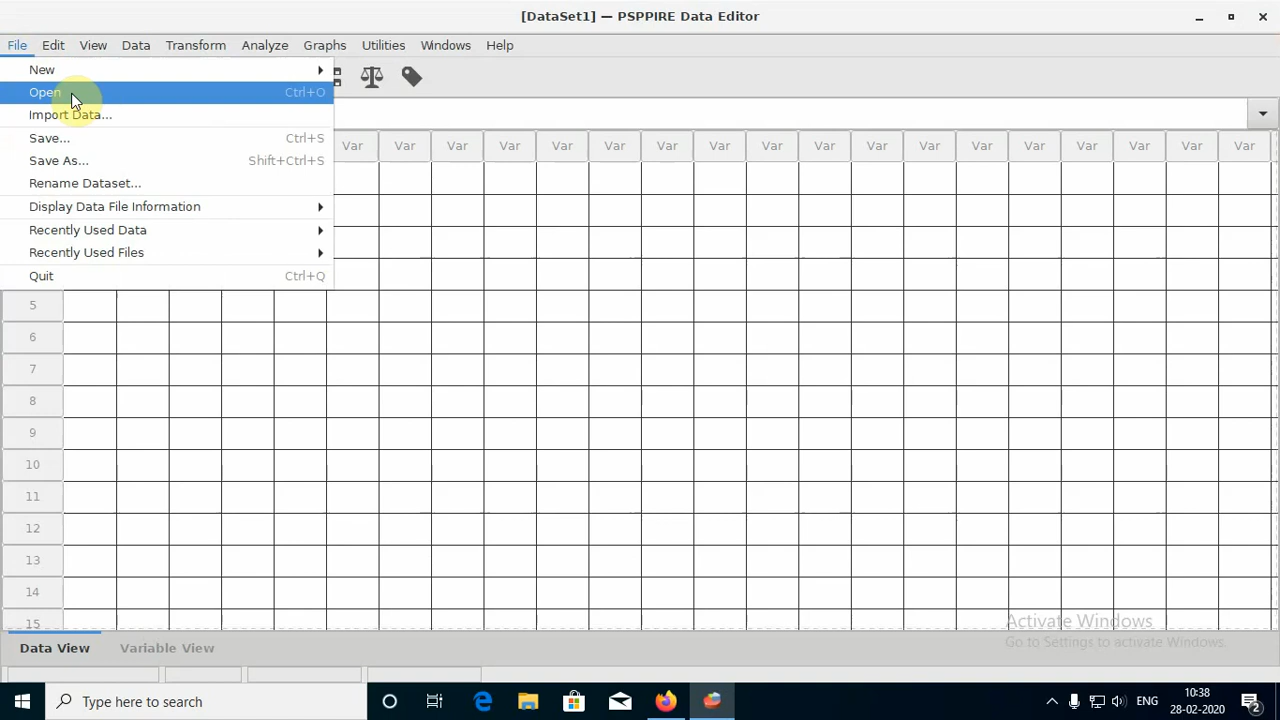 [DataSet1] — PSPPIRE Data Editor
File Edit View Data Transform Analyze Graphs Utilities Windows Help
New
Open Ctrl+O
Import Data...
Save... Ctrl+S
Save As... Shift+Ctrl+S
Rename Dataset...
Display Data File Information
Recently Used Data
Recently Used Files
Quit Ctrl+Q
Var Var Var Var Var Var Var Var Var Var Var Var Var Var Var Var Var Var
5
6
7
8
9
10
11
12
13
14
15
Activate Windows
Go to Settings to activate Windows.
Data View Variable View
Type here to search
ENG
10:38
28-02-2020
2